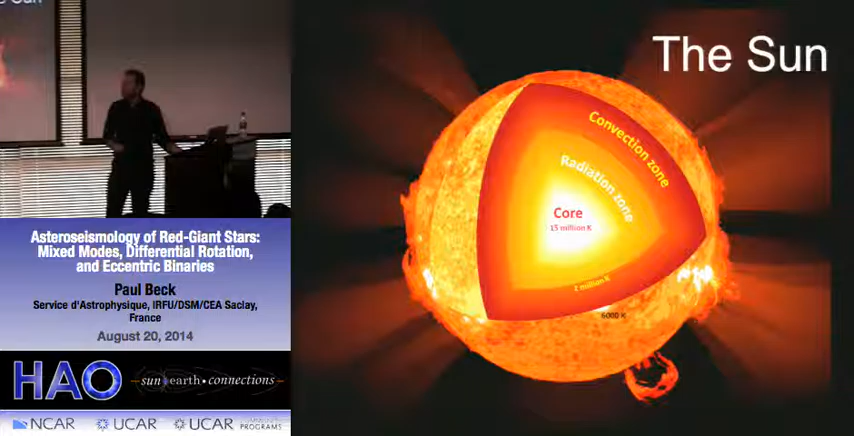 The Sun
Convection zone
Radiation zone
Core
15 million K
2 million K
6000 K
Asteroseismology of Red-Giant Stars:
Mixed Modes, Differential Rotation,
and Eccentric Binaries
Paul Beck
Service d'Astrophysique, IRFU/DSM/CEA Saclay,
France
August 20, 2014
HAO
sun earth • connections
NCAR
UCAR
UCAR
PROGRAMS